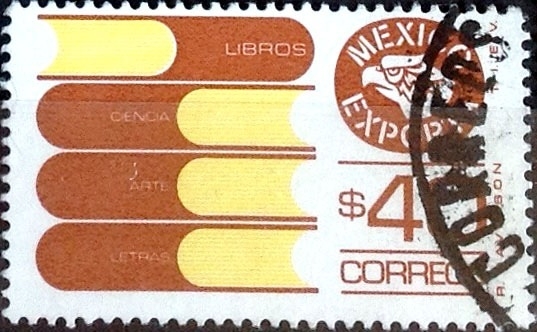 LIBROS
CIENCIA
ARTE
LETRAS
MEXICO
EXPORTA
$40
CORREOS